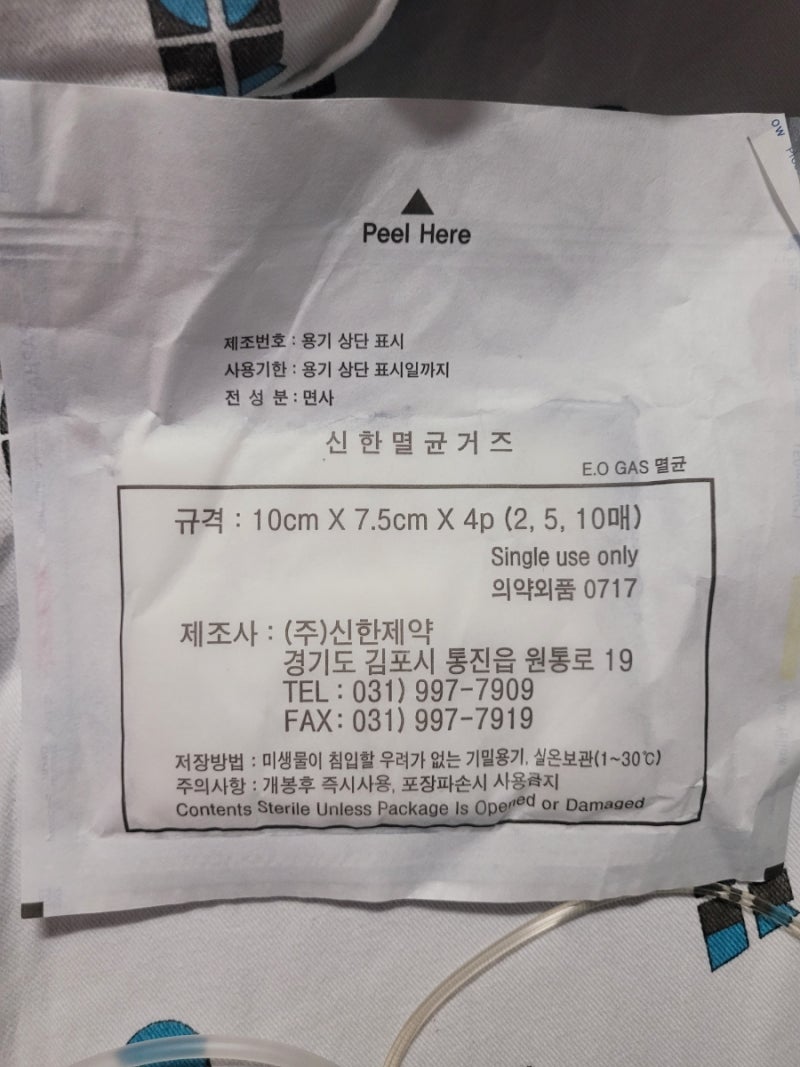 Peel Here
제조번호 : 용기 상단 표시
사용기한 : 용기 상단 표시일까지
전 성 분 : 면사
신한멸균거즈
E.O GAS 멸균
규격 : 10cm X 7.5cm X 4p (2, 5, 10매)
Single use only
의약외품 0717
제조사 : (주)신한제약
경기도 김포시 통진읍 원통로 19
TEL : 031) 997-7909
FAX : 031) 997-7919
저장방법 : 미생물이 침입할 우려가 없는 기밀용기, 실온보관(1~30℃)
주의사항 : 개봉후 즉시사용, 포장파손시 사용금지
Contents Sterile Unless Package Is Opened or Damaged